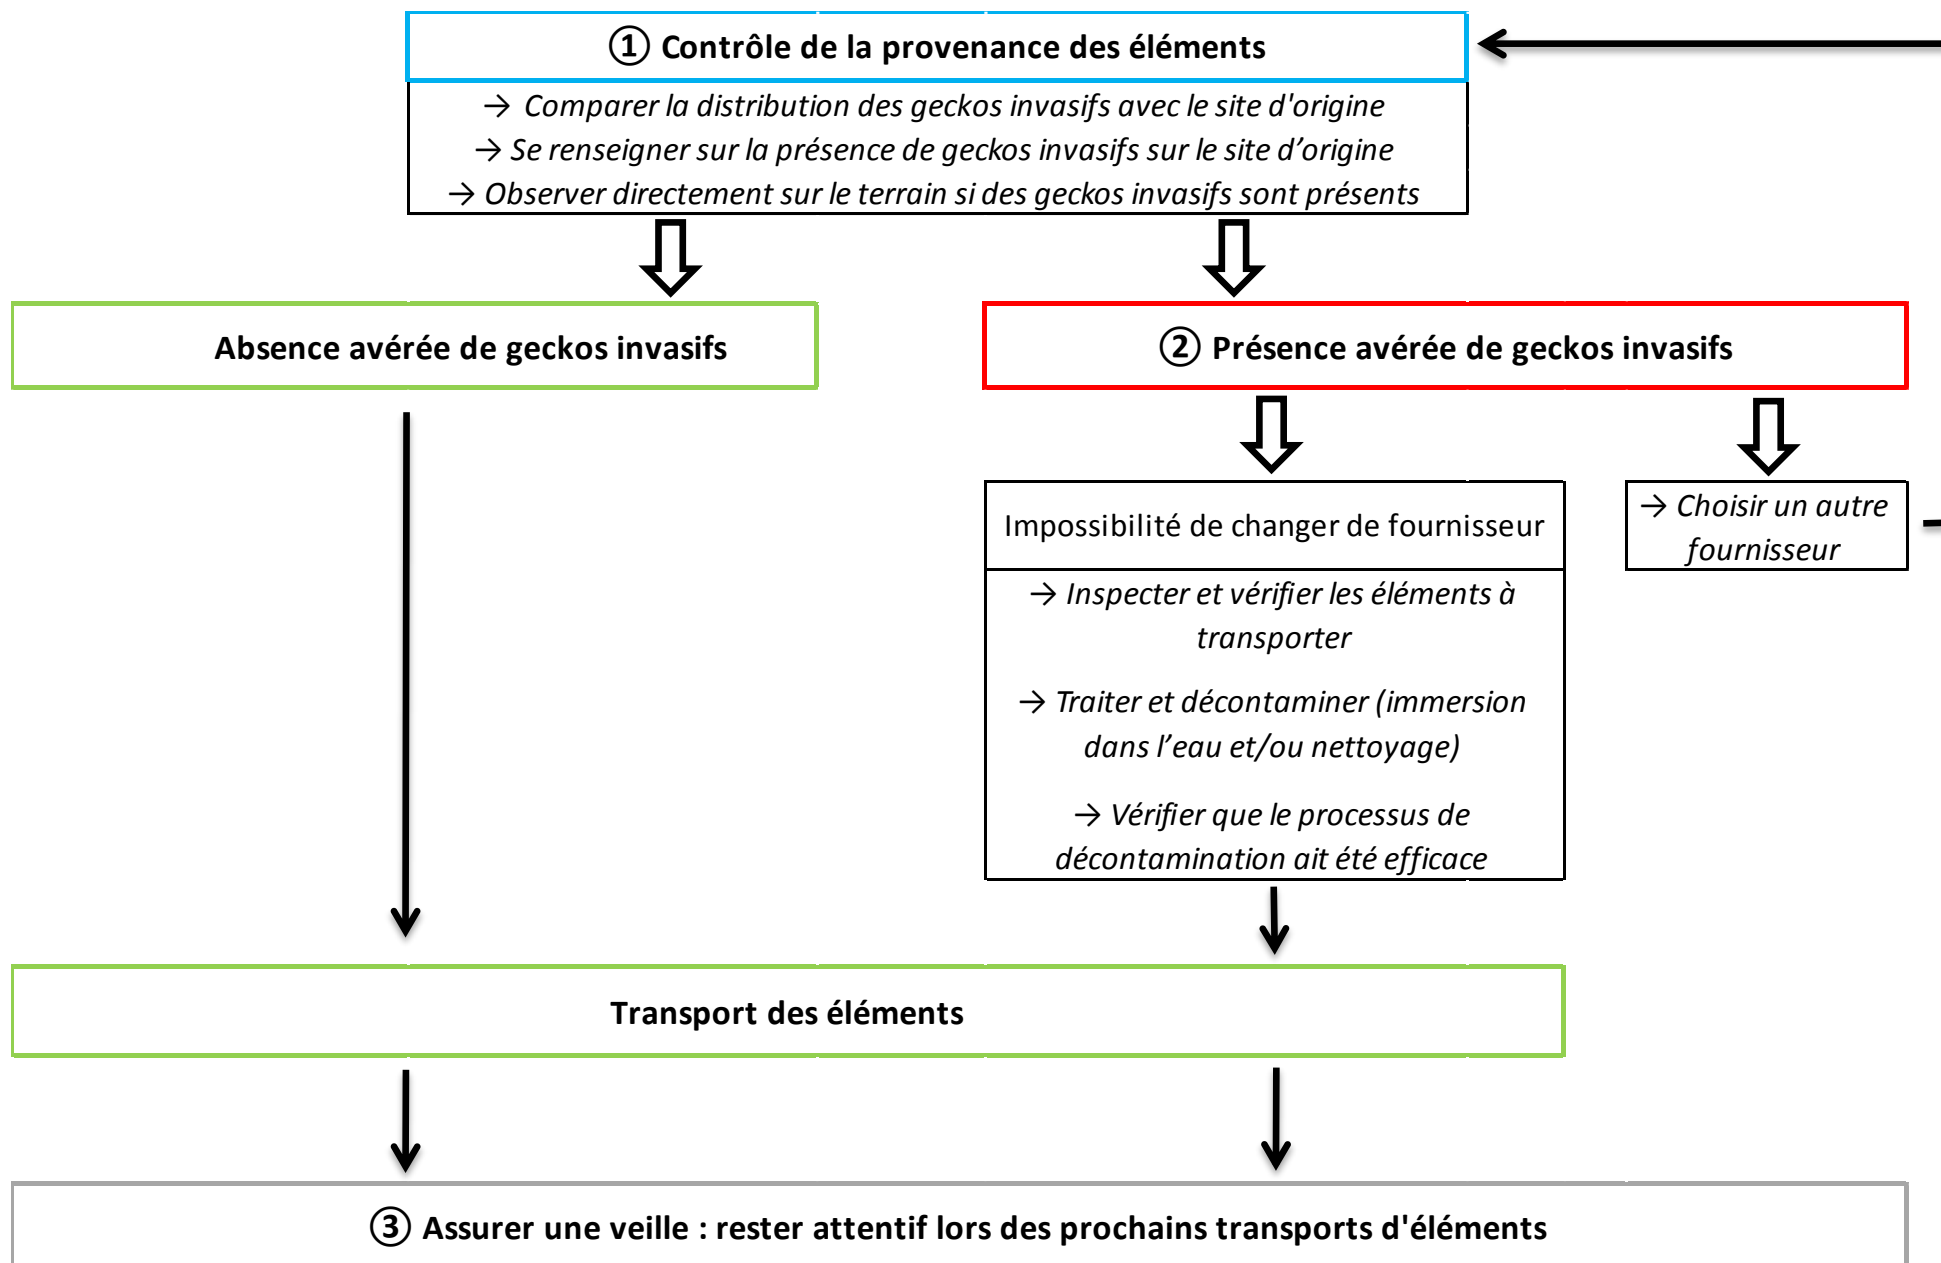 ① Contrôle de la provenance des éléments
→ Comparer la distribution des geckos invasifs avec le site d'origine
→ Se renseigner sur la présence de geckos invasifs sur le site d’origine
→ Observer directement sur le terrain si des geckos invasifs sont présents
Absence avérée de geckos invasifs
② Présence avérée de geckos invasifs
Impossibilité de changer de fournisseur
→ Inspecter et vérifier les éléments à
transporter
→ Traiter et décontaminer (immersion
dans l’eau et/ou nettoyage)
→ Vérifier que le processus de
décontamination ait été efficace
→ Choisir un autre
fournisseur
Transport des éléments
③ Assurer une veille : rester attentif lors des prochains transports d'éléments